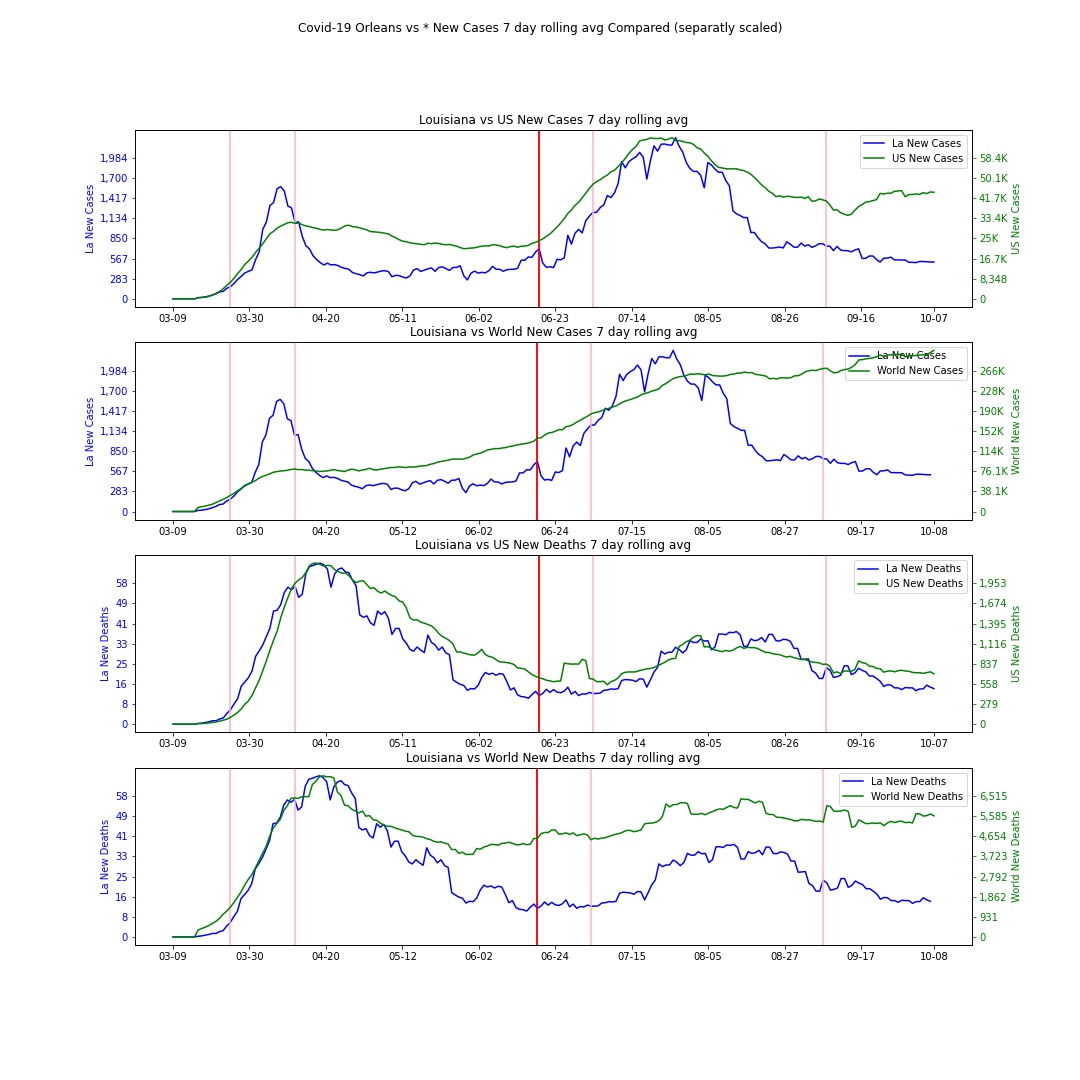 Covid-19 Orleans vs * New Cases 7 day rolling avg Compared (separatly scaled)
Louisiana vs US New Cases 7 day rolling avg
La New Cases
US New Cases
1,984
1,700
1,417
1,134
850
567
283
0
La New Cases
58.4K
50.1K
41.7K
33.4K
25K
16.7K
8,348
0
US New Cases
03-09 03-30 04-20 05-11 06-02 06-23 07-14 08-05 08-26 09-16 10-07
Louisiana vs World New Cases 7 day rolling avg
La New Cases
World New Cases
1,984
1,700
1,417
1,134
850
567
283
0
La New Cases
266K
228K
190K
152K
114K
76.1K
38.1K
0
World New Cases
03-09 03-30 04-20 05-12 06-02 06-24 07-15 08-05 08-27 09-17 10-08
Louisiana vs US New Deaths 7 day rolling avg
La New Deaths
US New Deaths
58
49
41
33
25
16
8
0
La New Deaths
1,953
1,674
1,395
1,116
837
558
279
0
US New Deaths
03-09 03-30 04-20 05-11 06-02 06-23 07-14 08-05 08-26 09-16 10-07
Louisiana vs World New Deaths 7 day rolling avg
La New Deaths
World New Deaths
58
49
41
33
25
16
8
0
La New Deaths
6,515
5,585
4,654
3,723
2,792
1,862
931
0
World New Deaths
03-09 03-30 04-20 05-12 06-02 06-24 07-15 08-05 08-27 09-17 10-08